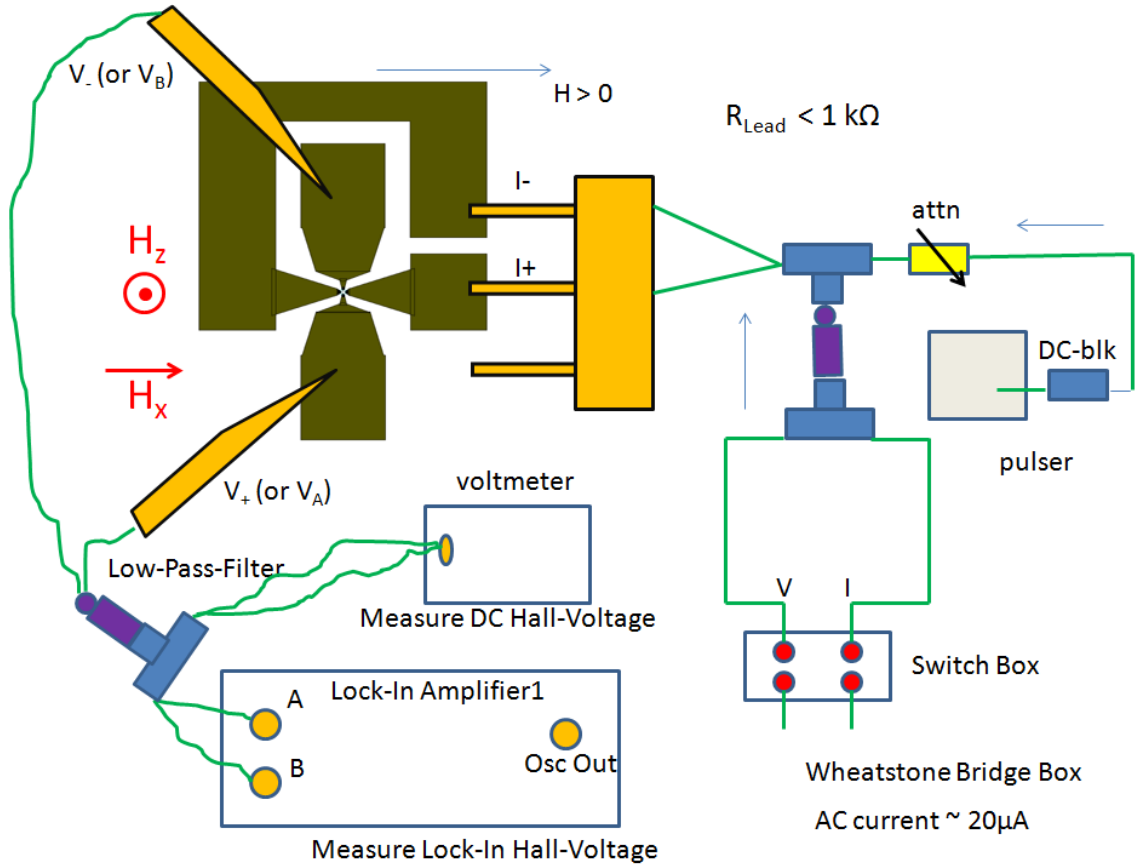 V- (or VB)
H > 0
RLead < 1 kΩ
I-
attn
Hz
I+
DC-blk
Hx
pulser
V+ (or VA)
voltmeter
Low-Pass-Filter
V
I
Measure DC Hall-Voltage
Switch Box
Lock-In Amplifier1
A
Osc Out
B
Wheatstone Bridge Box
AC current ~ 20μA
Measure Lock-In Hall-Voltage